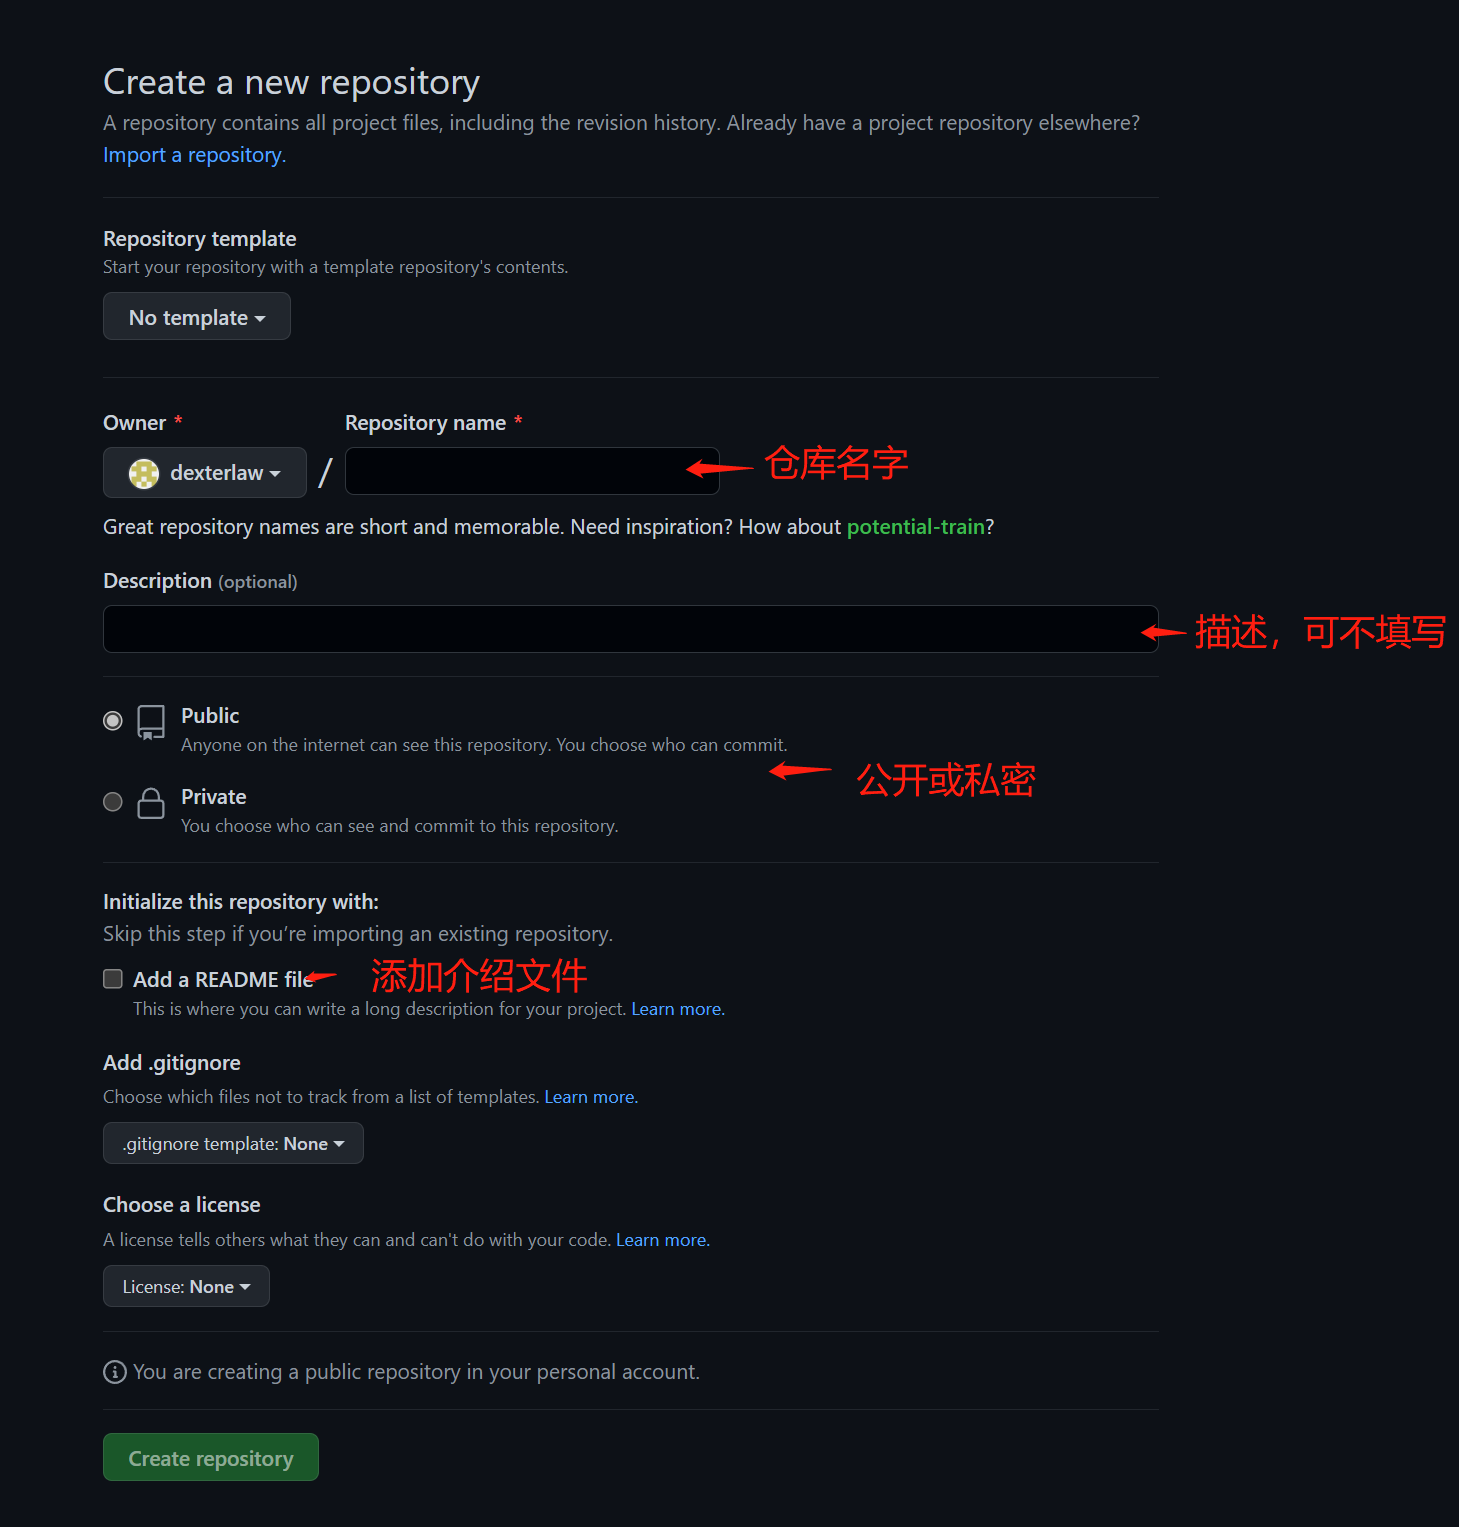 Create a new repository
A repository contains all project files, including the revision history. Already have a project repository elsewhere?
Import a repository.
Repository template
Start your repository with a template repository's contents.
No template
Owner *
Repository name *
dexterlaw
/
仓库名字
Great repository names are short and memorable. Need inspiration? How about potential-train?
Description (optional)
描述，可不填写
Public
Anyone on the internet can see this repository. You choose who can commit.
公开或私密
Private
You choose who can see and commit to this repository.
Initialize this repository with:
Skip this step if you’re importing an existing repository.
Add a README file
添加介绍文件
This is where you can write a long description for your project. Learn more.
Add .gitignore
Choose which files not to track from a list of templates. Learn more.
.gitignore template: None
Choose a license
A license tells others what they can and can't do with your code. Learn more.
License: None
You are creating a public repository in your personal account.
Create repository